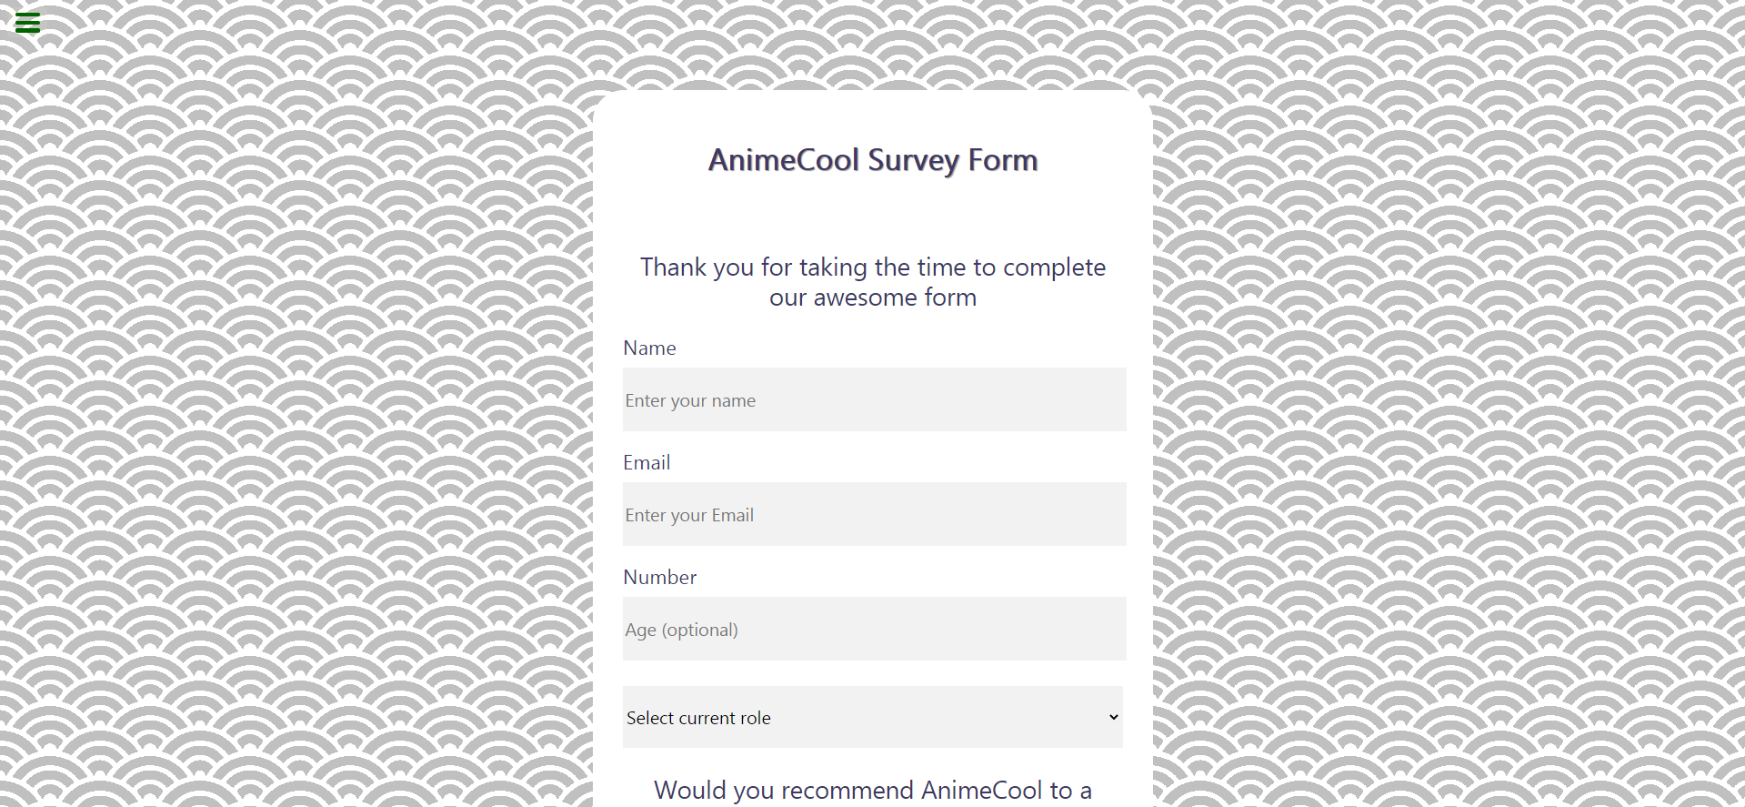 AnimeCool Survey Form
Thank you for taking the time to complete
our awesome form
Name
Enter your name
Email
Enter your Email
Number
Age (optional)
Select current role
Would you recommend AnimeCool to a